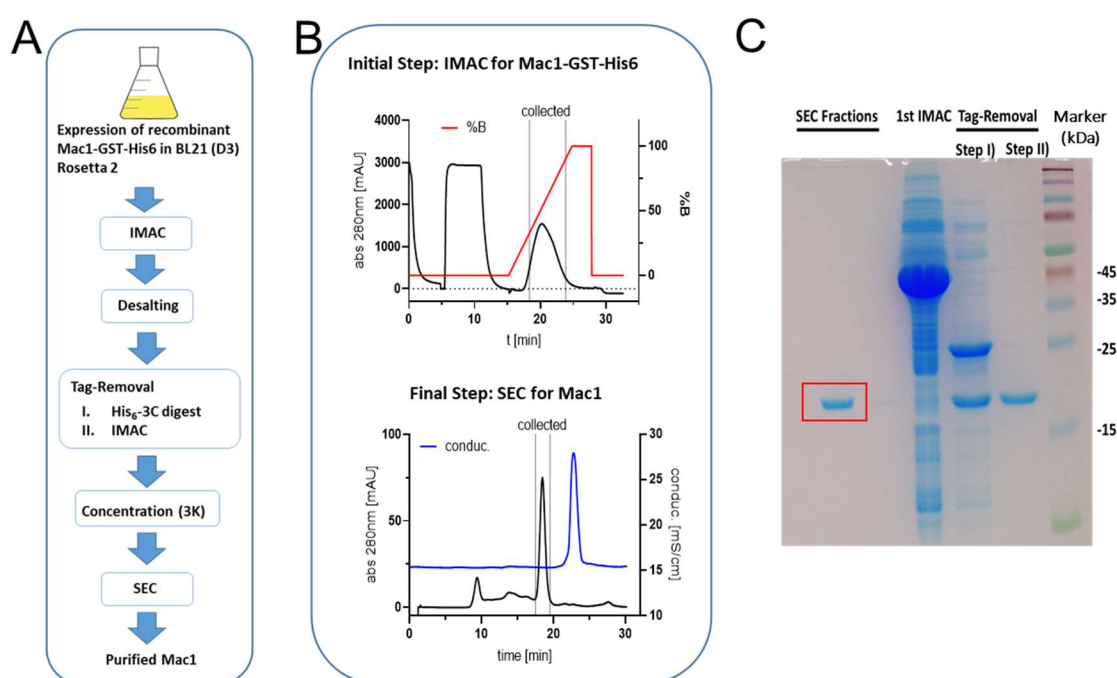 A
Expression of recombinant
Mac1-GST-His6 in BL21 (D3)
Rosetta 2
IMAC
Desalting
Tag-Removal
I. His6-3C digest
II. IMAC
Concentration (3K)
SEC
Purified Mac1
B
Initial Step: IMAC for Mac1-GST-His6
collected
%B
4000
3000
2000
1000
0
abs 280nm [mAU]
100
50
0
%B
0
10
20
30
t [min]
Final Step: SEC for Mac1
collected
conduc.
100
50
0
abs 280nm [mAU]
30
25
20
15
10
conduc. [mS/cm]
0
10
20
30
time [min]
C
SEC Fractions
1st IMAC
Tag-Removal
Step I)
Step II)
Marker
(kDa)
-45
-35
-25
-15